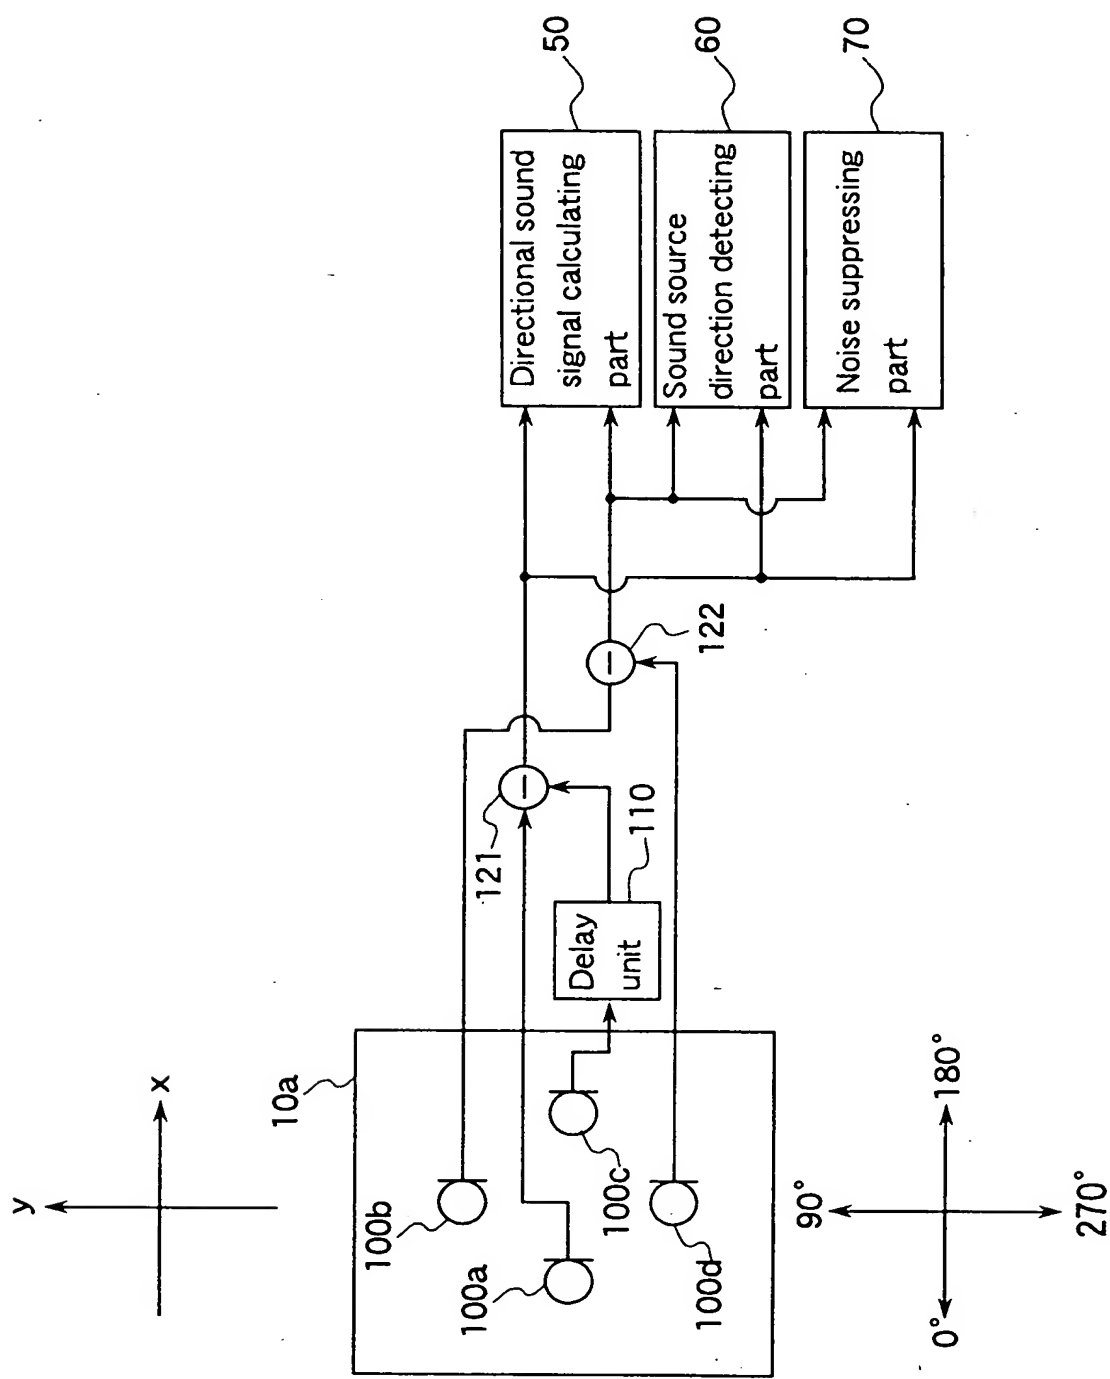 y
x
10a
100b
100a
100c
100d
90°
0°
180°
270°
Delay
unit
110
121
122
Directional sound
signal calculating
part
50
Sound source
direction detecting
part
60
Noise suppressing
part
70